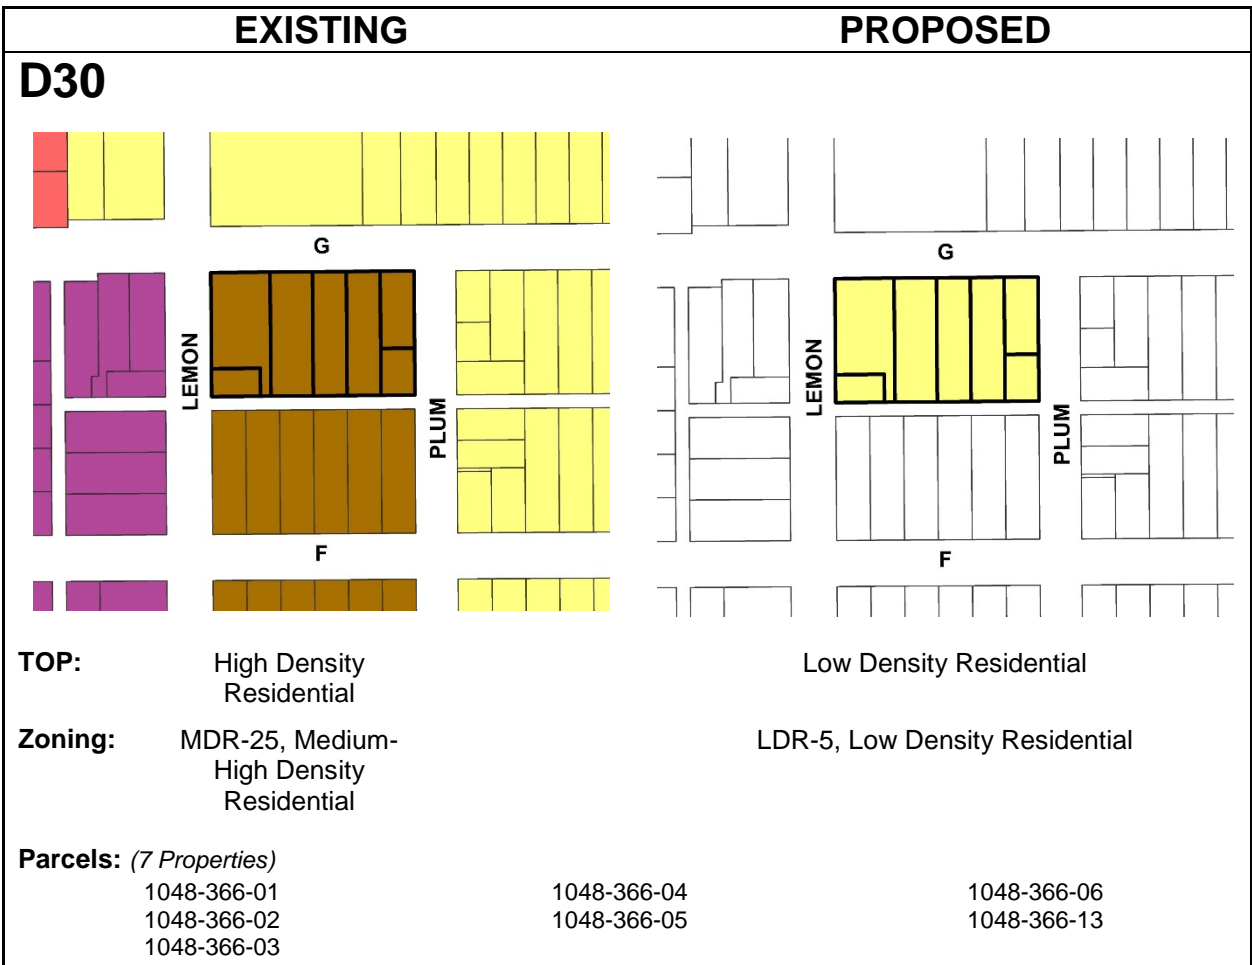 EXISTING
PROPOSED
D30
G
LEMON
PLUM
F
G
LEMON
PLUM
F
TOP:
High Density
Residential
Low Density Residential
Zoning:
MDR-25, Medium-
High Density
Residential
LDR-5, Low Density Residential
Parcels: (7 Properties)
1048-366-01
1048-366-02
1048-366-03
1048-366-04
1048-366-05
1048-366-06
1048-366-13